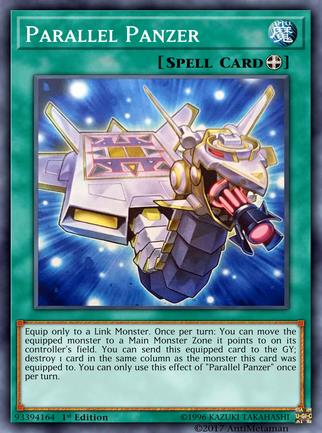 Parallel Panzer
[Spell Card]
Equip only to a Link Monster. Once per turn: You can move the
equipped monster to a Main Monster Zone it points to on its
controller's field. You can send this equipped card to the GY;
destroy 1 card in the same column as the monster this card was
equipped to. You can only use this effect of "Parallel Panzer" once
per turn.
93394164 1st Edition ©1996 KAZUKI TAKAHASHI
©2017 AntiMetaman